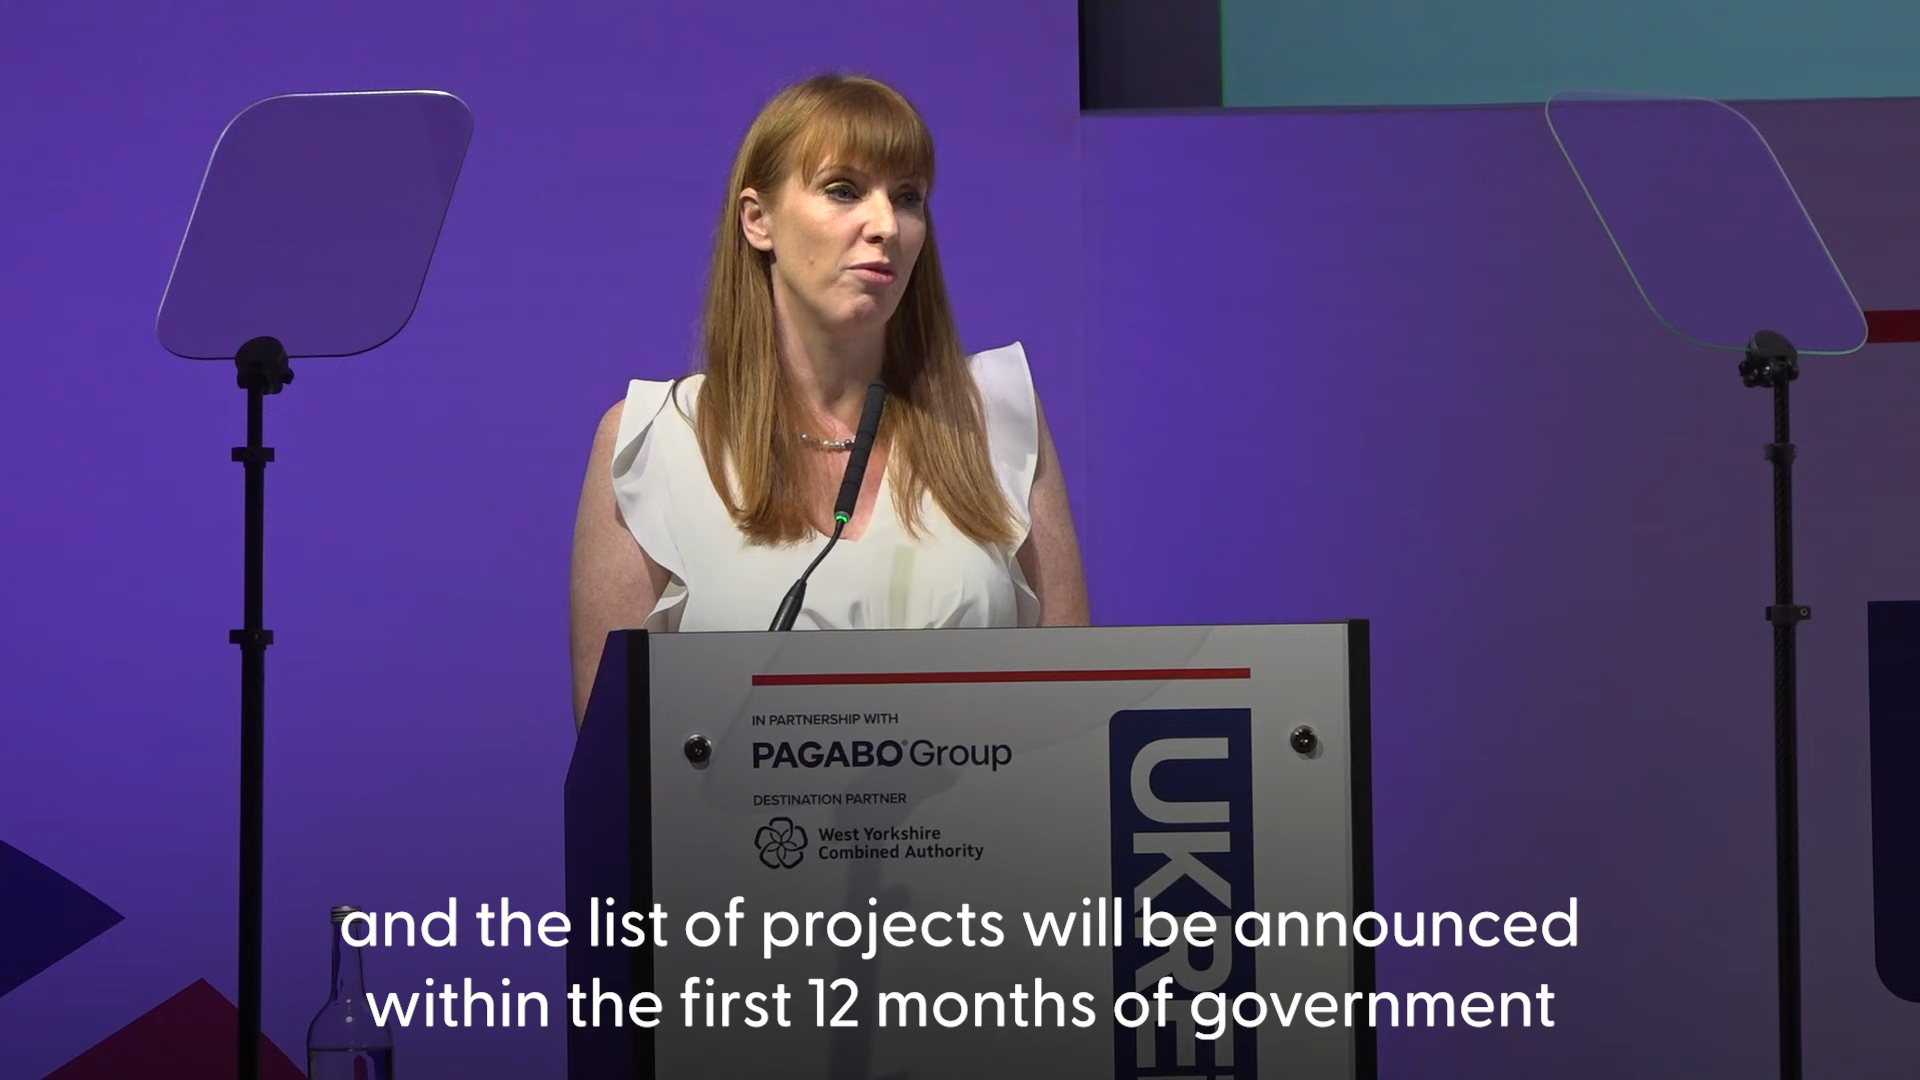 IN PARTNERSHIP WITH
PAGABO® Group
DESTINATION PARTNER
West Yorkshire
Combined Authority
UKREi
and the list of projects will be announced
within the first 12 months of government